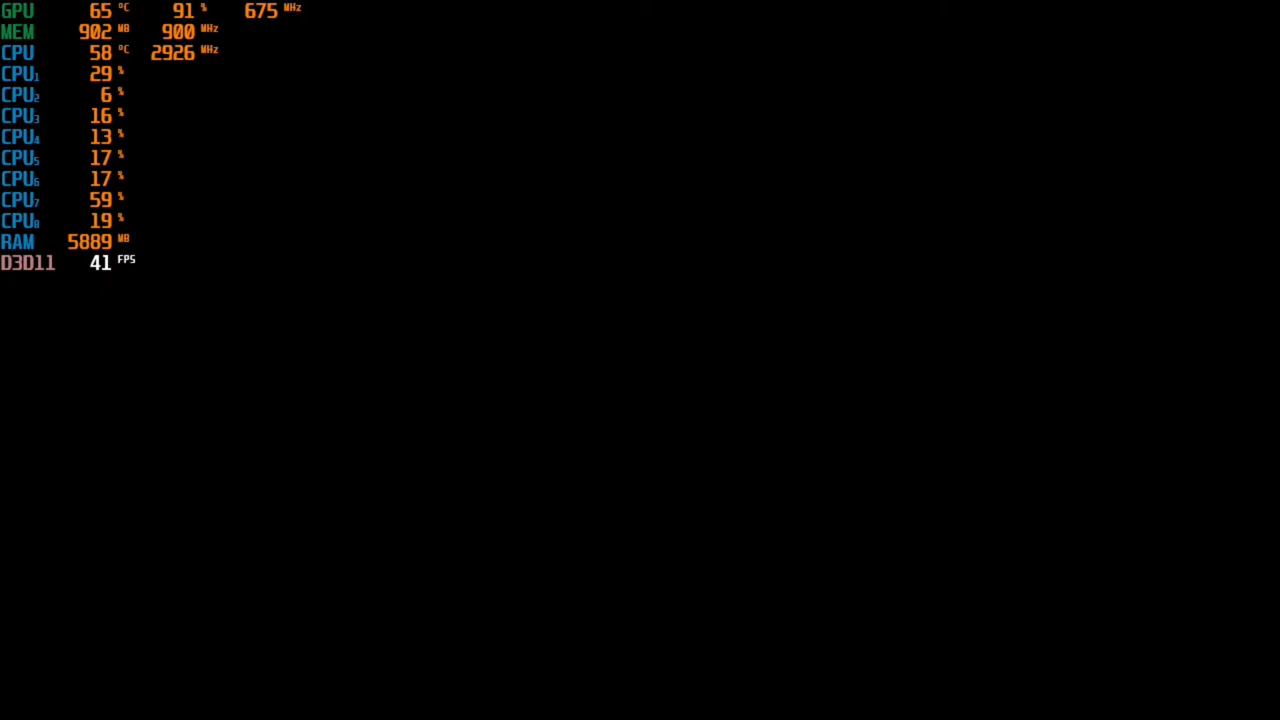 GPU 65 °C 91 % 675 MHz
MEM 902 MB 900 MHz
CPU 58 °C 2926 MHz
CPU1 29 %
CPU2 6 %
CPU3 16 %
CPU4 13 %
CPU5 17 %
CPU6 17 %
CPU7 59 %
CPU8 19 %
RAM 5889 MB
D3D11 41 FPS